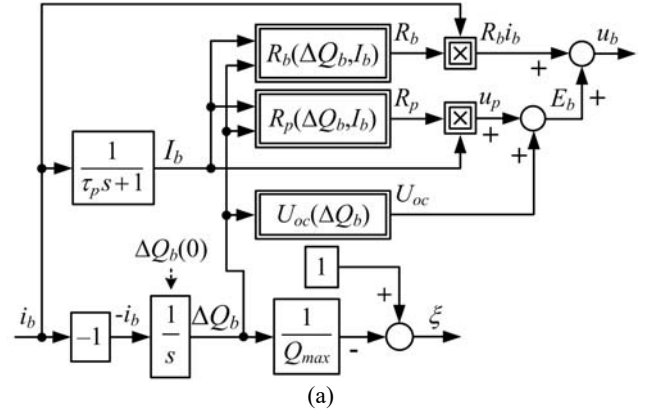 R_b(ΔQ_b,I_b)
R_b
R_b i_b
u_b
+
+
R_p(ΔQ_b,I_b)
R_p
u_p
E_b
+
+
1
τ_p s+1
I_b
U_oc(ΔQ_b)
U_oc
ΔQ_b(0)
1
+
i_b
−1
-i_b
1
s
ΔQ_b
1
Q_max
-
ξ
(a)